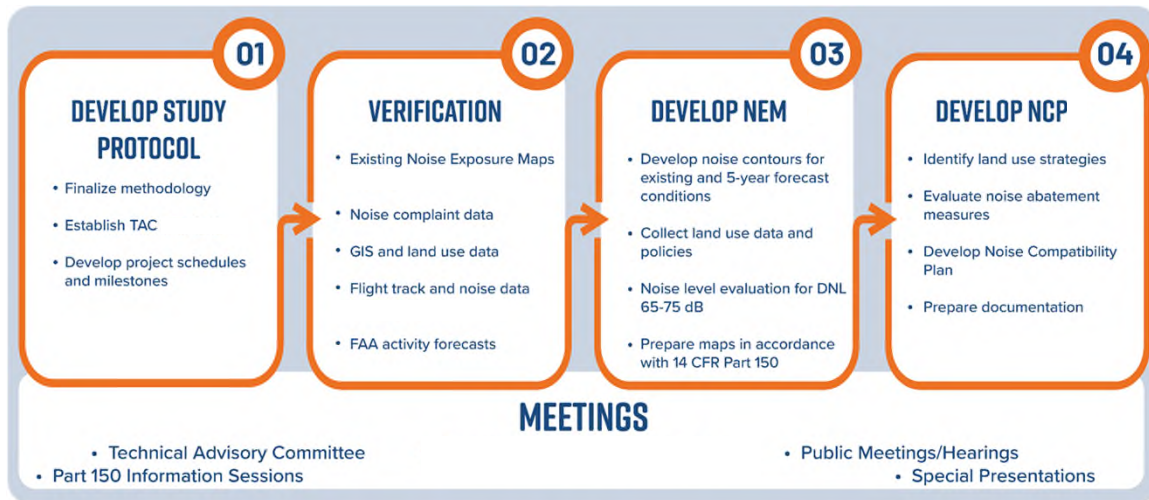 01
DEVELOP STUDY
PROTOCOL
• Finalize methodology
• Establish TAC
• Develop project schedules
and milestones
02
VERIFICATION
• Existing Noise Exposure Maps
• Noise complaint data
• GIS and land use data
• Flight track and noise data
• FAA activity forecasts
03
DEVELOP NEM
• Develop noise contours for
existing and 5-year forecast
conditions
• Collect land use data and
policies
• Noise level evaluation for DNL
65-75 dB
• Prepare maps in accordance
with 14 CFR Part 150
04
DEVELOP NCP
• Identify land use strategies
• Evaluate noise abatement
measures
• Develop Noise Compatibility
Plan
• Prepare documentation
MEETINGS
• Technical Advisory Committee
• Part 150 Information Sessions
• Public Meetings/Hearings
• Special Presentations